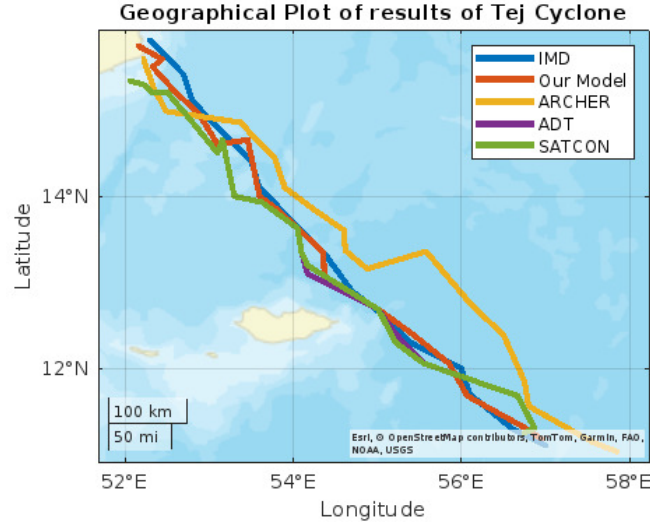 Geographical Plot of results of Tej Cyclone
IMD
Our Model
ARCHER
ADT
SATCON
14°N
12°N
Latitude
100 km
50 mi
Esri, © OpenStreetMap contributors, TomTom, Garmin, FAO,
NOAA, USGS
52°E 54°E 56°E 58°E
Longitude